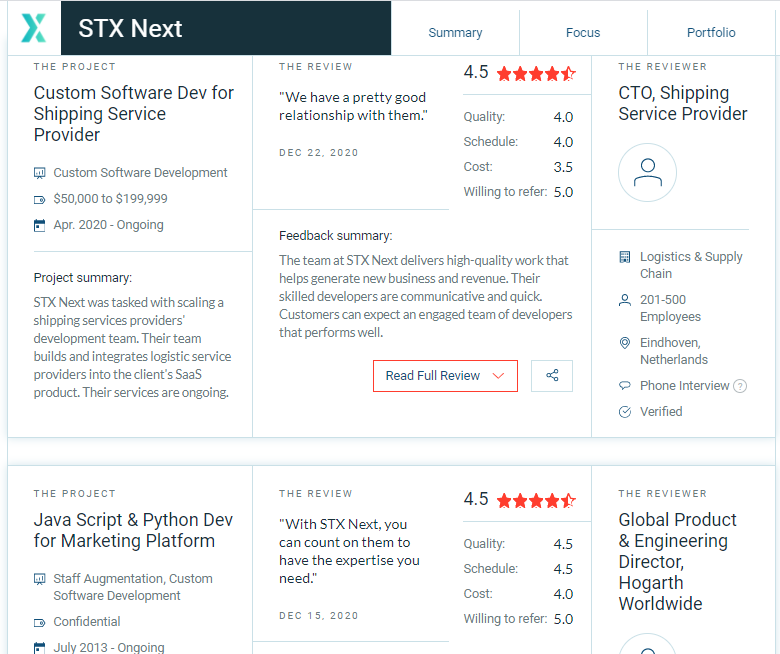 STX Next
Summary
Focus
Portfolio
THE PROJECT
Custom Software Dev for
Shipping Service
Provider
Custom Software Development
$50,000 to $199,999
Apr. 2020 - Ongoing
Project summary:
STX Next was tasked with scaling a
shipping services providers'
development team. Their team
builds and integrates logistic service
providers into the client's SaaS
product. Their services are ongoing.
THE REVIEW
"We have a pretty good
relationship with them."
DEC 22, 2020
4.5
Quality: 4.0
Schedule: 4.0
Cost: 3.5
Willing to refer: 5.0
Feedback summary:
The team at STX Next delivers high-quality work that
helps generate new business and revenue. Their
skilled developers are communicative and quick.
Customers can expect an engaged team of developers
that performs well.
Read Full Review
THE REVIEWER
CTO, Shipping
Service Provider
Logistics & Supply
Chain
201-500
Employees
Eindhoven,
Netherlands
Phone Interview ?
Verified
THE PROJECT
Java Script & Python Dev
for Marketing Platform
Staff Augmentation, Custom
Software Development
Confidential
July 2013 - Ongoing
THE REVIEW
"With STX Next, you
can count on them to
have the expertise you
need."
DEC 15, 2020
4.5
Quality: 4.5
Schedule: 4.5
Cost: 4.0
Willing to refer: 5.0
THE REVIEWER
Global Product
& Engineering
Director,
Hogarth
Worldwide